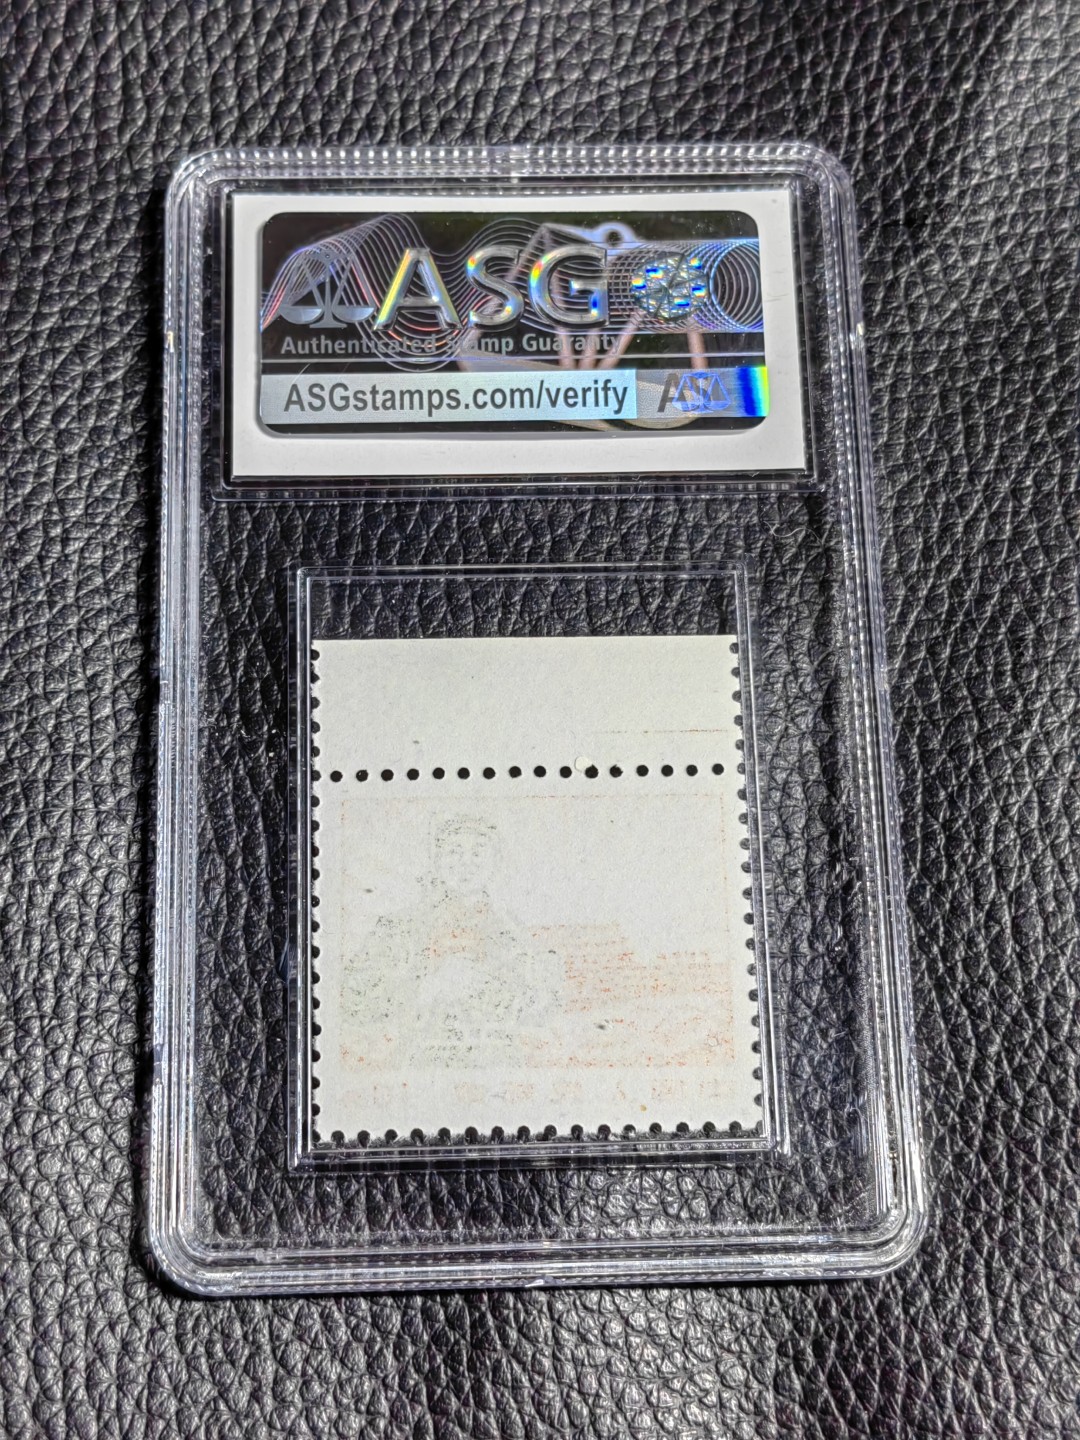 ASG
Authenticated Stamp Guaranty
ASGstamps.com/verify